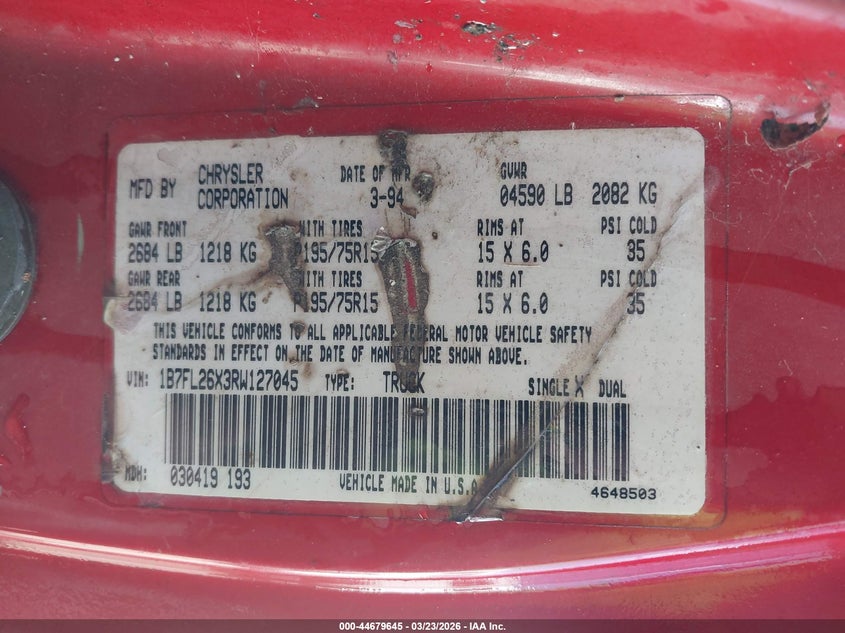 MFD BY CHRYSLER CORPORATION DATE OF MFR 3-94 GVWR 04590 LB 2082 KG
GAWR FRONT WITH TIRES RIMS AT PSI COLD
2684 LB 1218 KG P195/75R15 15 X 6.0 35
GAWR REAR WITH TIRES RIMS AT PSI COLD
2684 LB 1218 KG P195/75R15 15 X 6.0 35
THIS VEHICLE CONFORMS TO ALL APPLICABLE FEDERAL MOTOR VEHICLE SAFETY
STANDARDS IN EFFECT ON THE DATE OF MANUFACTURE SHOWN ABOVE.
VIN: 1B7FL26X3RW127045 TYPE: TRUCK SINGLE X DUAL
MDH: 030419 193 VEHICLE MADE IN U.S.A. 4648503
000-44679645 | 03/23/2026 - IAA Inc.